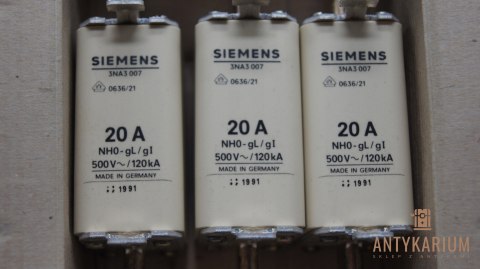 SIEMENS
3NA3 007
0636/21
20 A
NH0-gL/gI
500V~/120kA
MADE IN GERMANY
1991
SIEMENS
3NA3 007
0636/21
20 A
NH0-gL/gI
500V~/120kA
MADE IN GERMANY
1991
SIEMENS
3NA3 007
0636/21
20 A
NH0-gL/gI
500V~/120kA
MADE IN GERMANY
1991
ANTYKARIUM
SKLEP Z ANTYKAMI